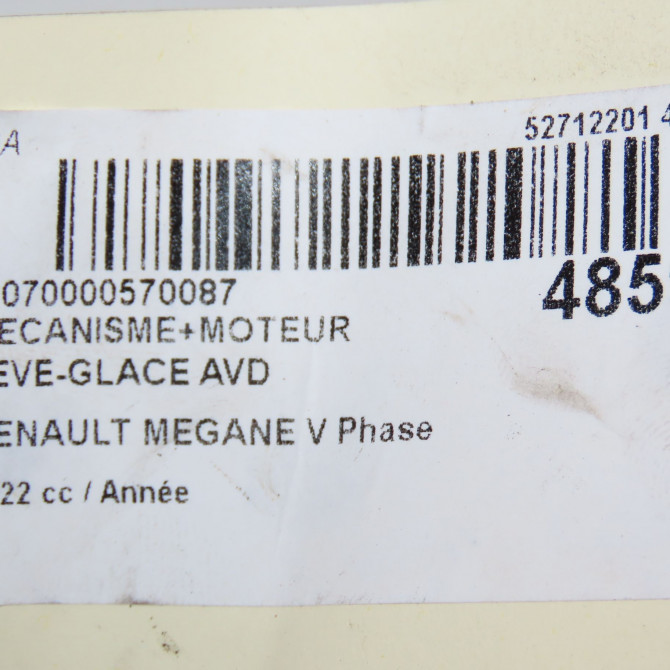 A
52712201 4
070000570087
485
ECANISME+MOTEUR
EVE-GLACE AVD
ENAULT MEGANE V Phase
22 cc / Année